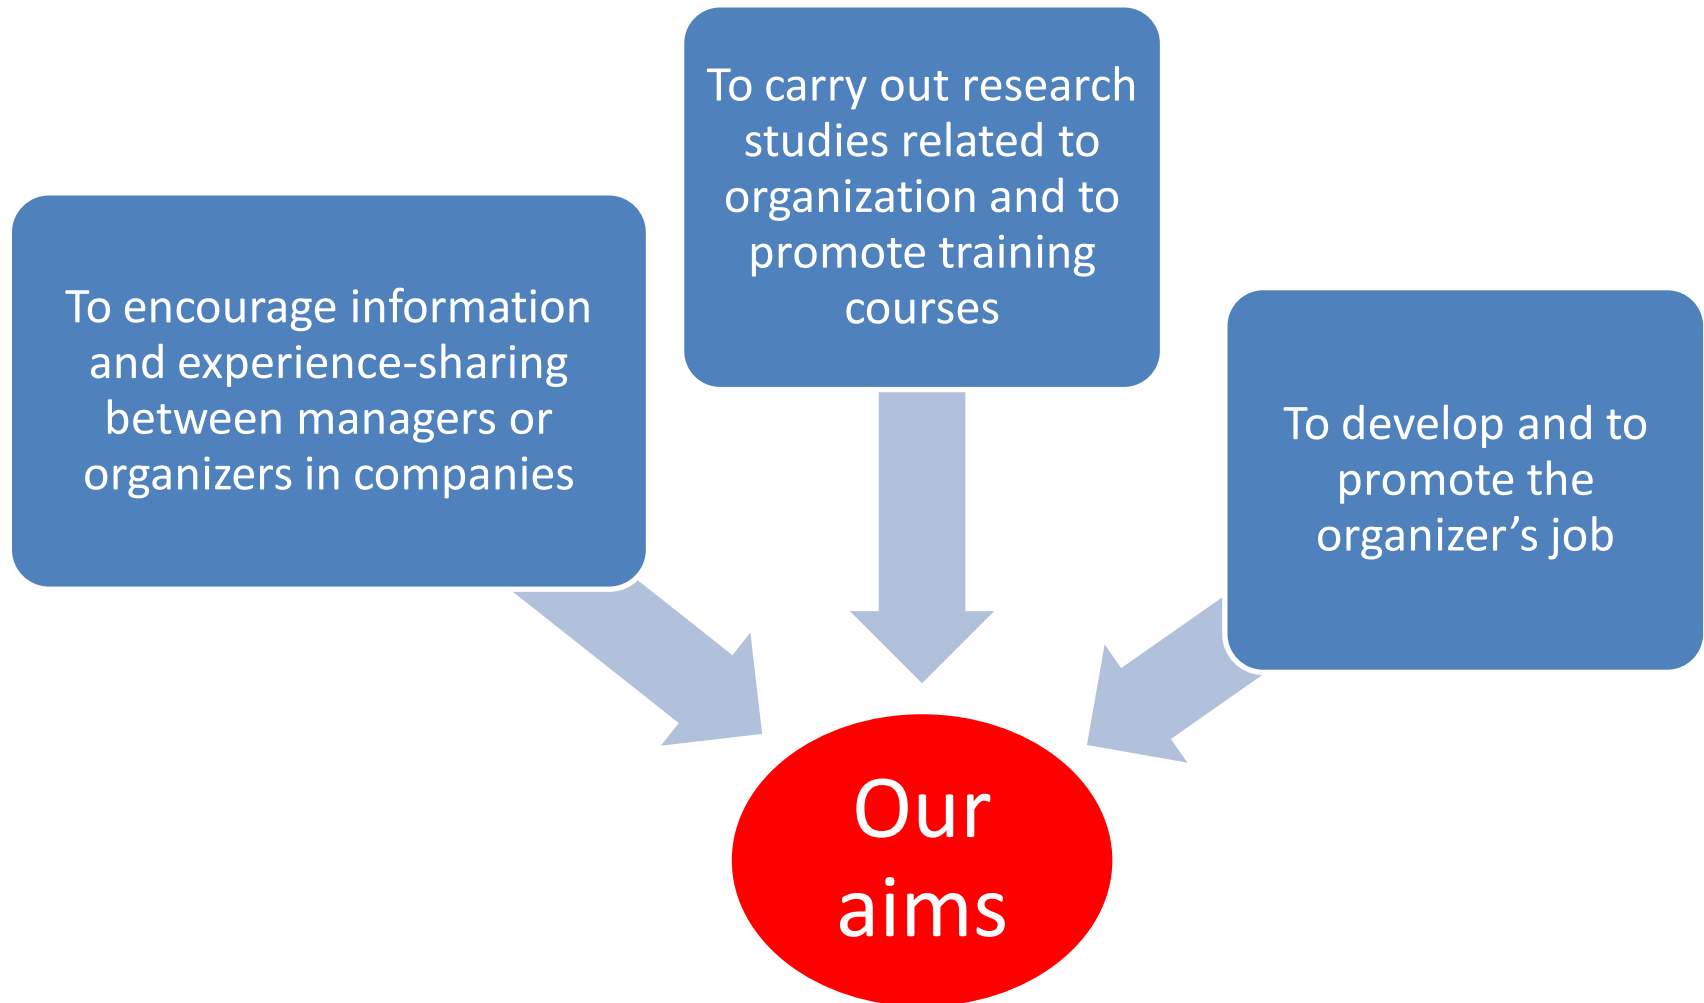 To encourage information
and experience-sharing
between managers or
organizers in companies
To carry out research
studies related to
organization and to
promote training
courses
To develop and to
promote the
organizer’s job
Our
aims